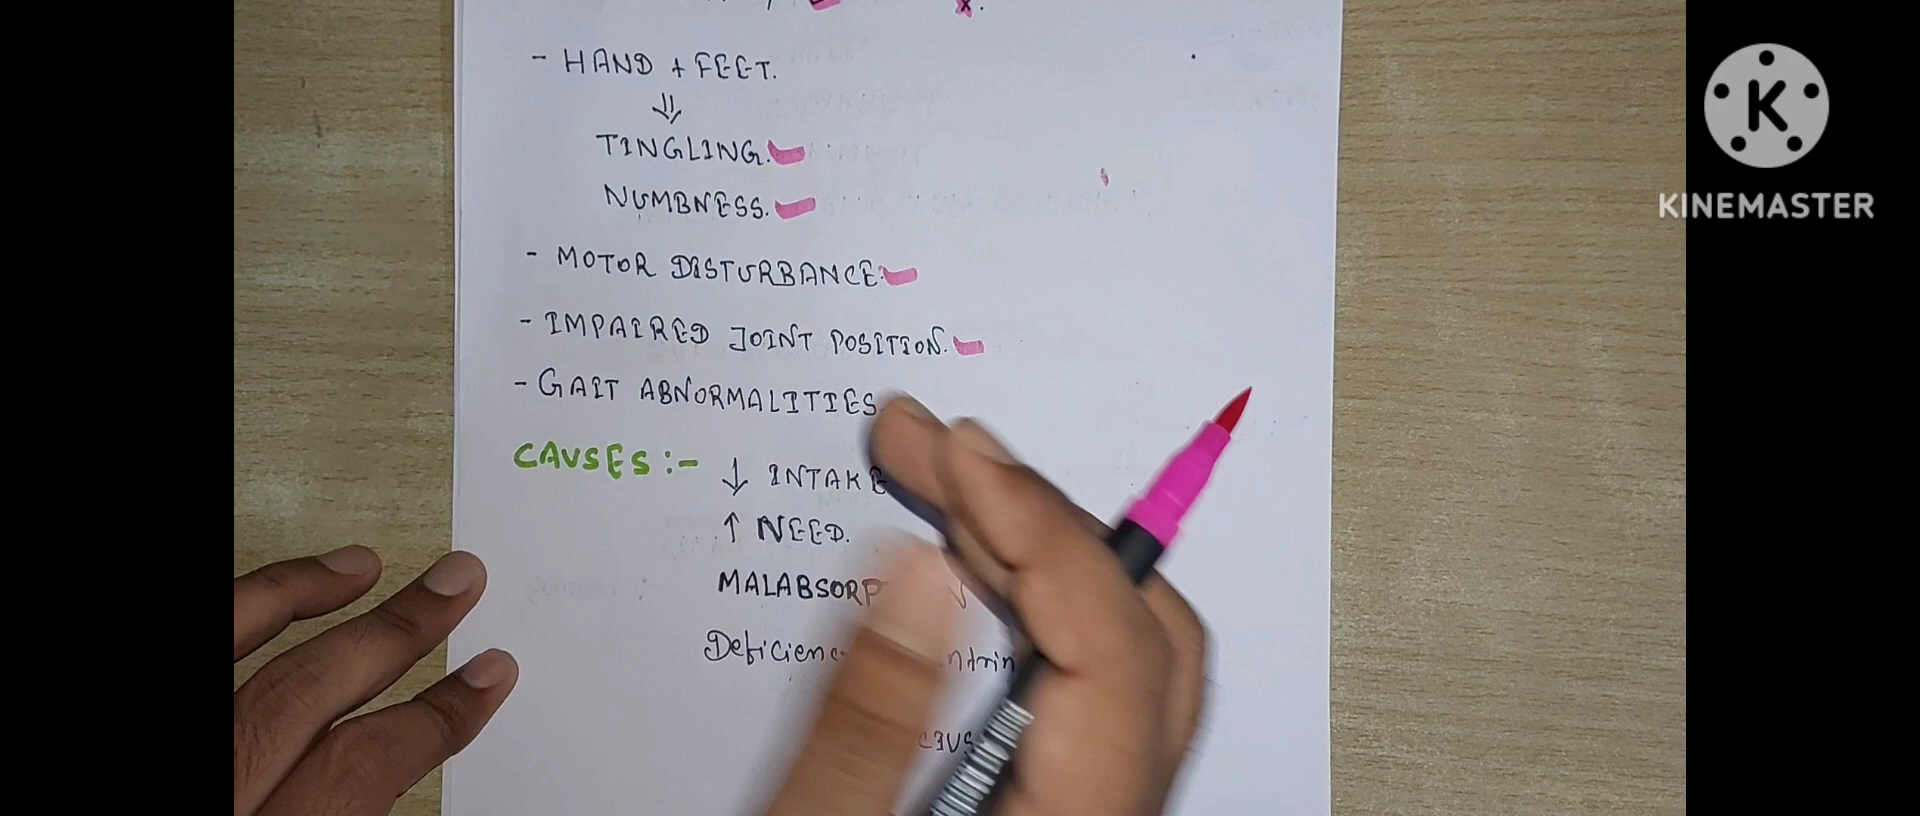 - HAND + FEET.
⇓
TINGLING.
NUMBNESS.
- MOTOR DISTURBANCE.
- IMPAIRED JOINT POSITION.
- GAIT ABNORMALITIES
CAUSES :-
↓ INTAKE
↑ NEED.
K
KINEMASTER